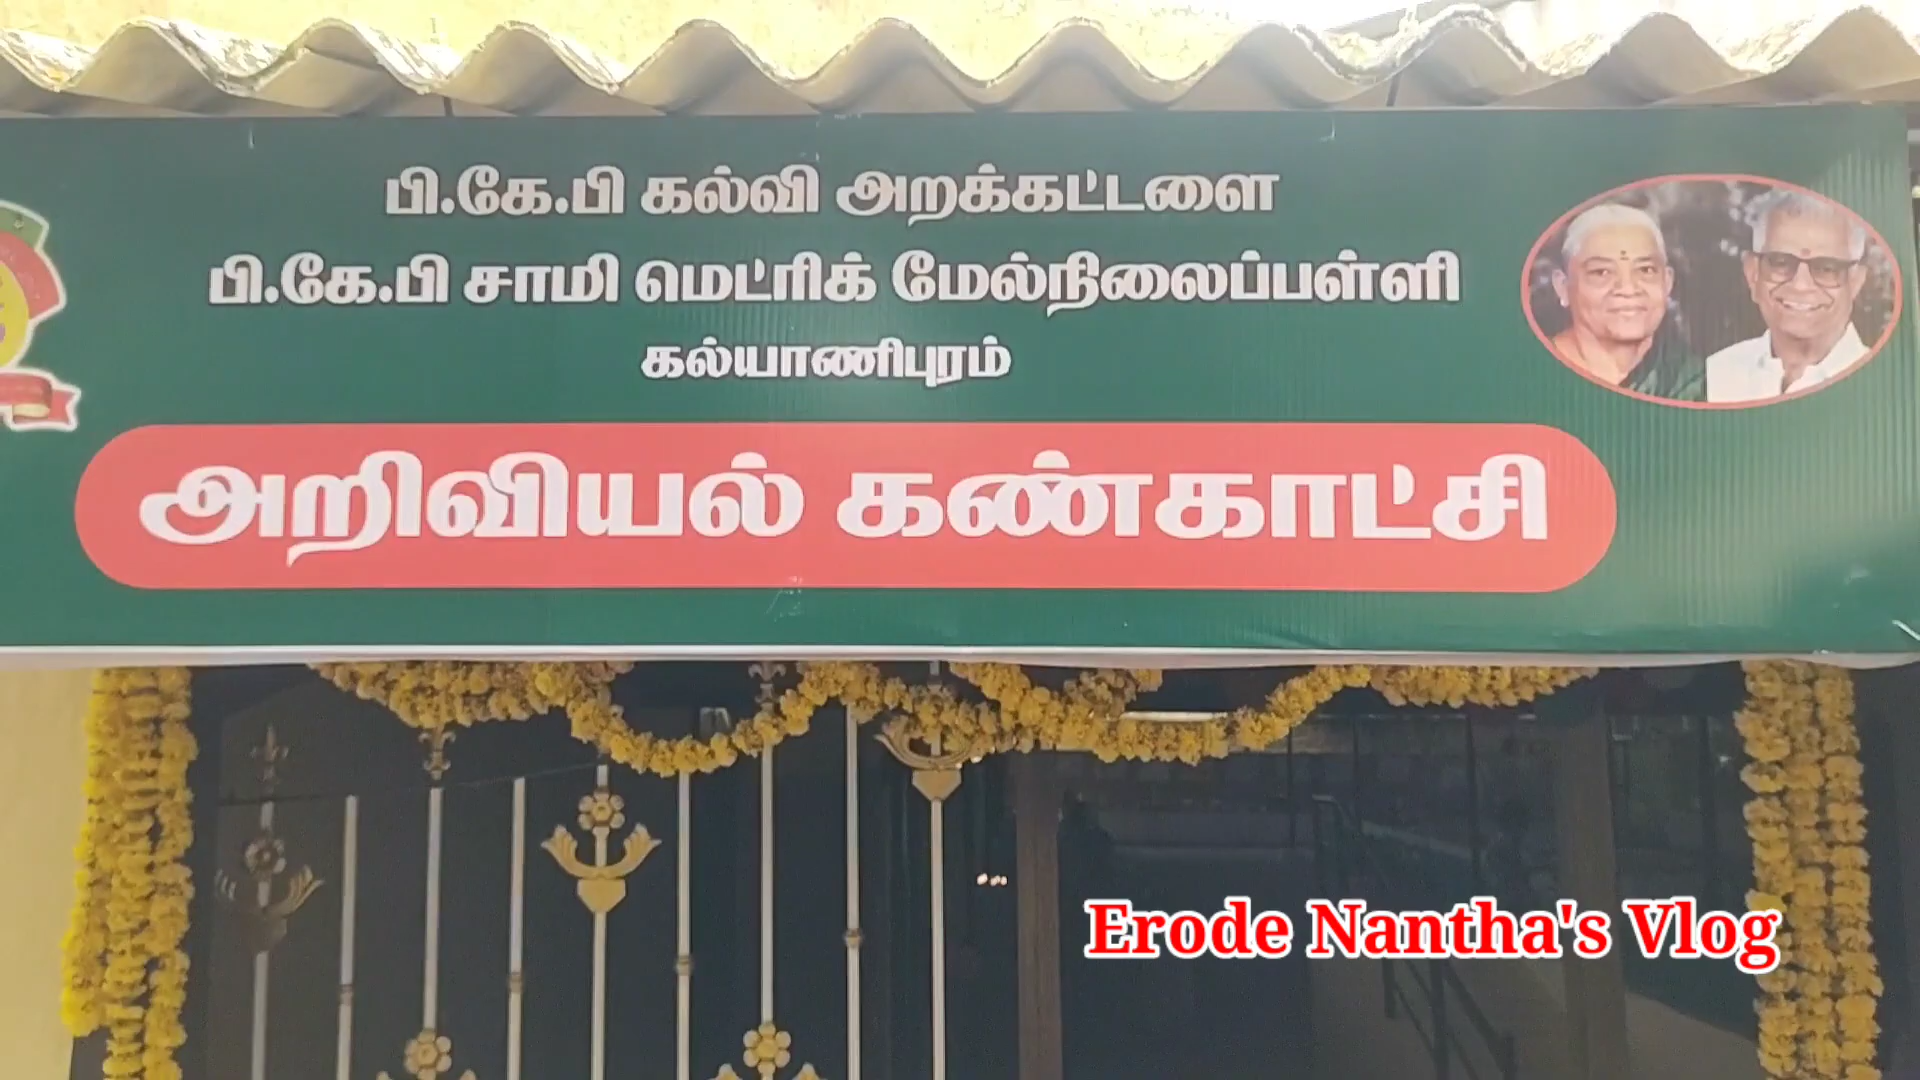 பி.கே.பி கல்வி அறக்கட்டளை
பி.கே.பி சாமி மெட்ரிக் மேல்நிலைப்பள்ளி
கல்யாணிபுரம்
அறிவியல் கண்காட்சி
Erode Nantha's Vlog